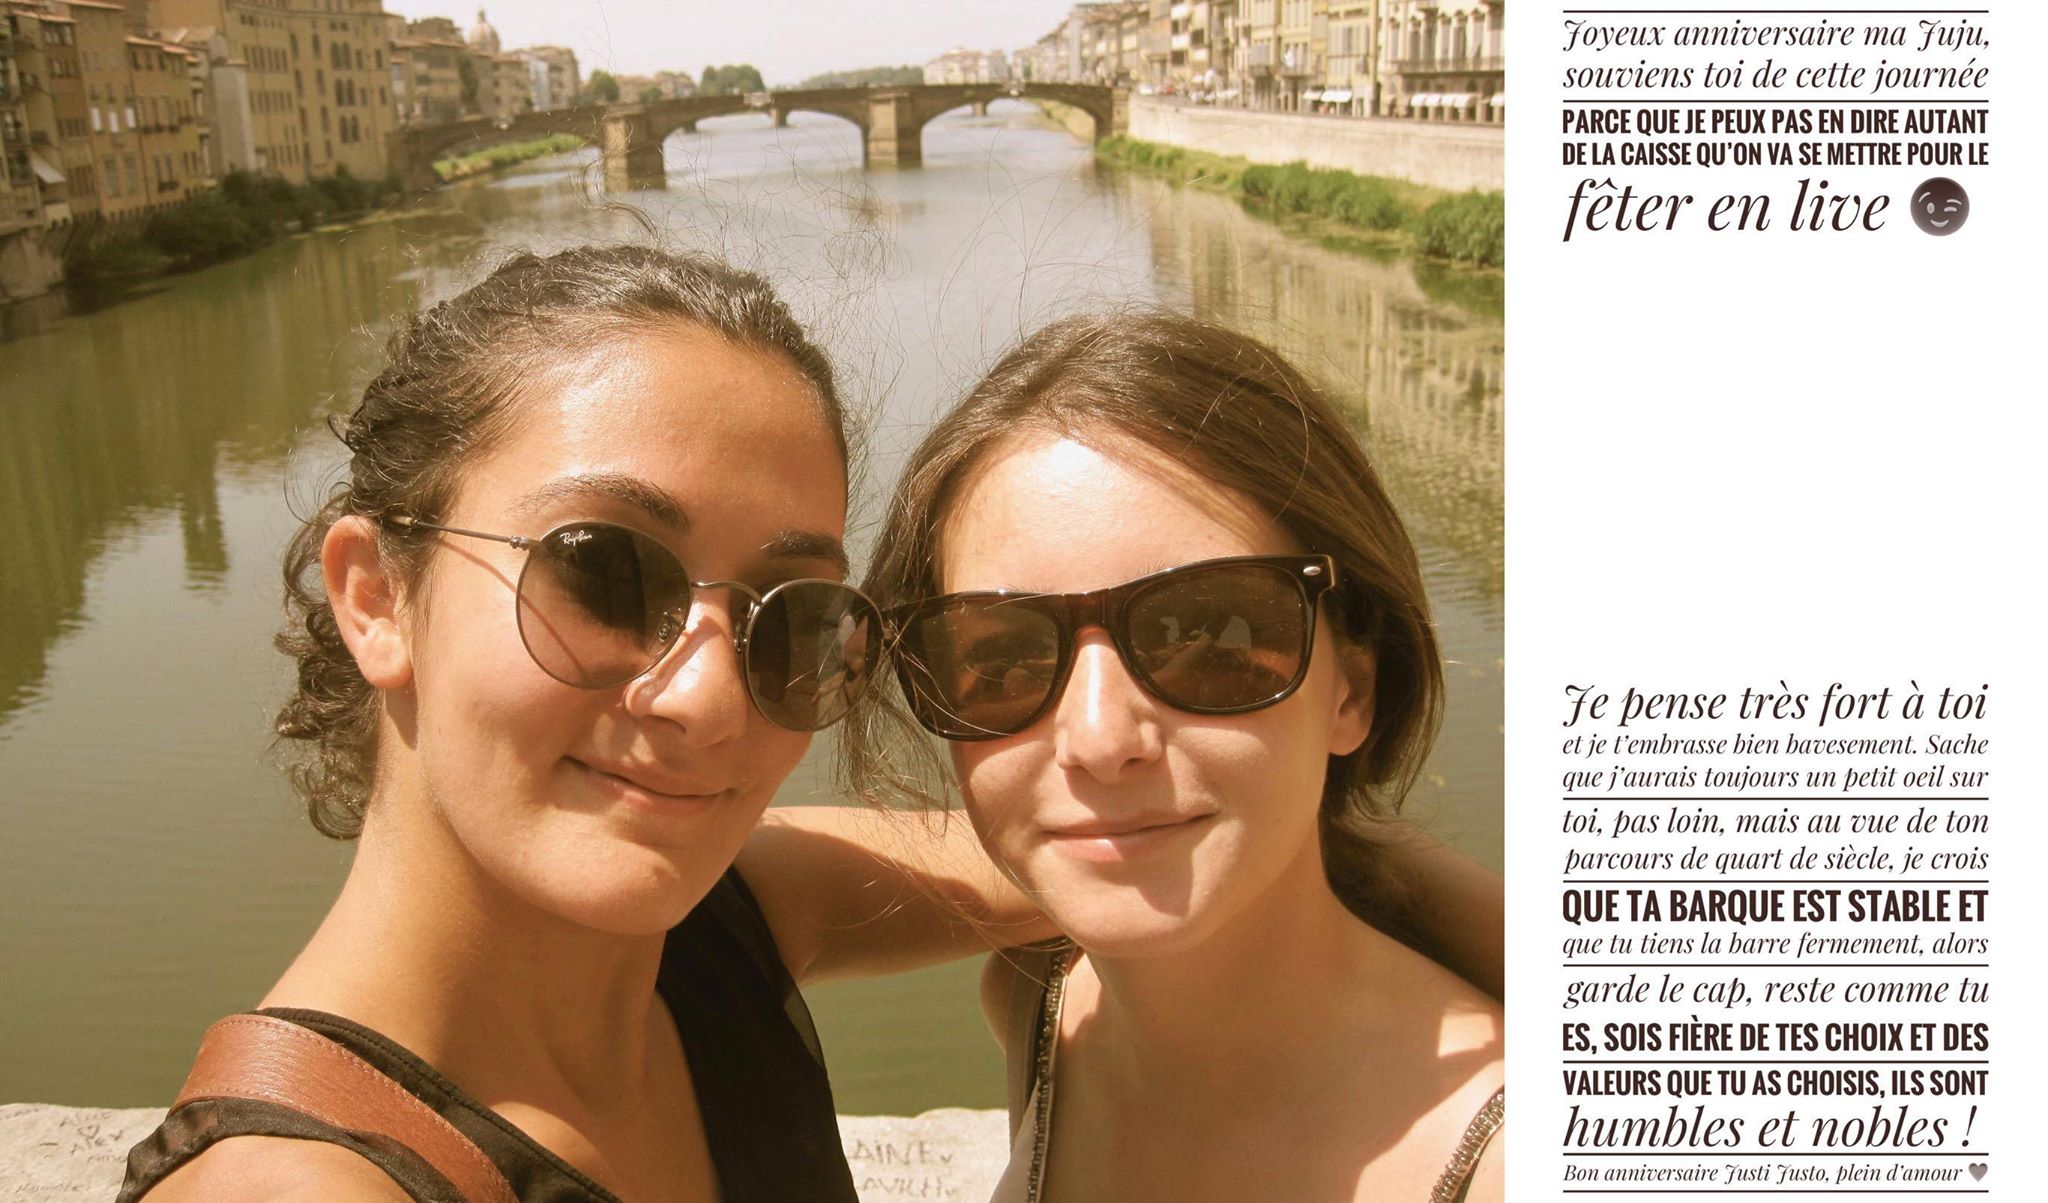 Joyeux anniversaire ma Juju,
souviens toi de cette journée
PARCE QUE JE PEUX PAS EN DIRE AUTANT
DE LA CAISSE QU'ON VA SE METTRE POUR LE
fêter en live 😉
Je pense très fort à toi
et je t'embrasse bien bavesement. Sache
que j'aurais toujours un petit oeil sur
toi, pas loin, mais au vue de ton
parcours de quart de siècle, je crois
QUE TA BARQUE EST STABLE ET
que tu tiens la barre fermement, alors
garde le cap, reste comme tu
ES, SOIS FIÈRE DE TES CHOIX ET DES
VALEURS QUE TU AS CHOISIS, ILS SONT
humbles et nobles !
Bon anniversaire Justi Justo, plein d'amour ♥
Ray-Ban